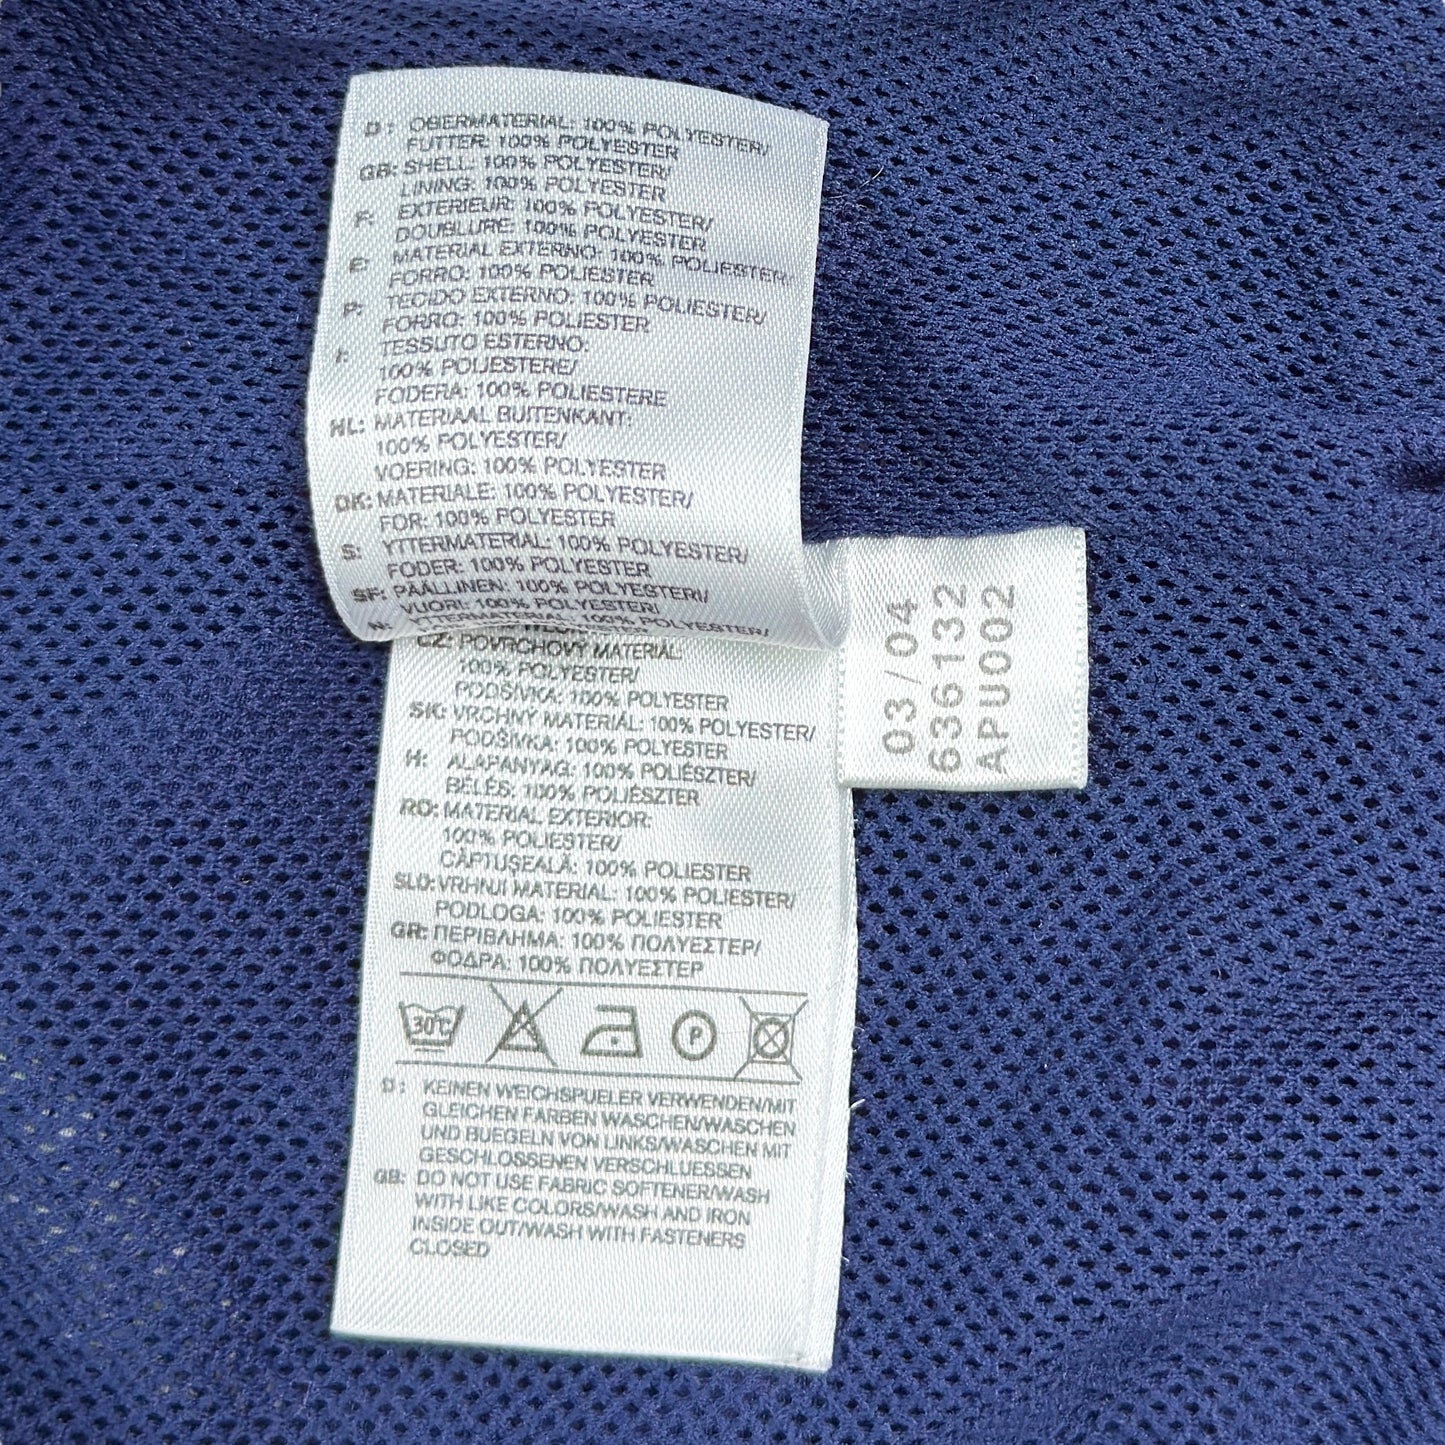 D: OBERMATERIAL: 100% POLYESTER/
FUTTER: 100% POLYESTER
GB: SHELL: 100% POLYESTER/
LINING: 100% POLYESTER
F: EXTERIEUR: 100% POLYESTER/
DOUBLURE: 100% POLYESTER
E: MATERIAL EXTERNO: 100% POLIESTER/
FORRO: 100% POLIESTER
P: TECIDO EXTERNO: 100% POLIESTER/
FORRO: 100% POLIESTER
I: TESSUTO ESTERNO:
100% POLIESTERE/
FODERA: 100% POLIESTERE
NL: MATERIAAL BUITENKANT:
100% POLYESTER/
VOERING: 100% POLYESTER
DK: MATERIALE: 100% POLYESTER/
FOR: 100% POLYESTER
S: YTTERMATERIAL: 100% POLYESTER/
FODER: 100% POLYESTER
SF: PÄÄLLINEN: 100% POLYESTERI/
VUORI: 100% POLYESTERI
N: YTTERMATERIAL: 100% POLYESTER/
CZ: POVRCHOVÝ MATERIÁL:
100% POLYESTER/
PODŠÍVKA: 100% POLYESTER
SK: VRCHNÝ MATERIÁL: 100% POLYESTER/
PODŠÍVKA: 100% POLYESTER
H: ALAPANYAG: 100% POLIÉSZTER/
BÉLÉS: 100% POLIÉSZTER
RO: MATERIAL EXTERIOR:
100% POLIESTER/
CĂPTUŞEALĂ: 100% POLIESTER
SLO: VRHNJI MATERIAL: 100% POLIESTER/
PODLOGA: 100% POLIESTER
GR: ΠΕΡΙΒΛΗΜΑ: 100% ΠΟΛΥΕΣΤΕΡ/
ΦΟΔΡΑ: 100% ΠΟΛΥΕΣΤΕΡ
30°C
P
D: KEINEN WEICHSPUELER VERWENDEN/MIT
GLEICHEN FARBEN WASCHEN/WASCHEN
UND BUEGELN VON LINKS/WASCHEN MIT
GESCHLOSSENEN VERSCHLUESSEN
GB: DO NOT USE FABRIC SOFTENER/WASH
WITH LIKE COLORS/WASH AND IRON
INSIDE OUT/WASH WITH FASTENERS
CLOSED
03/04
636132
APU002